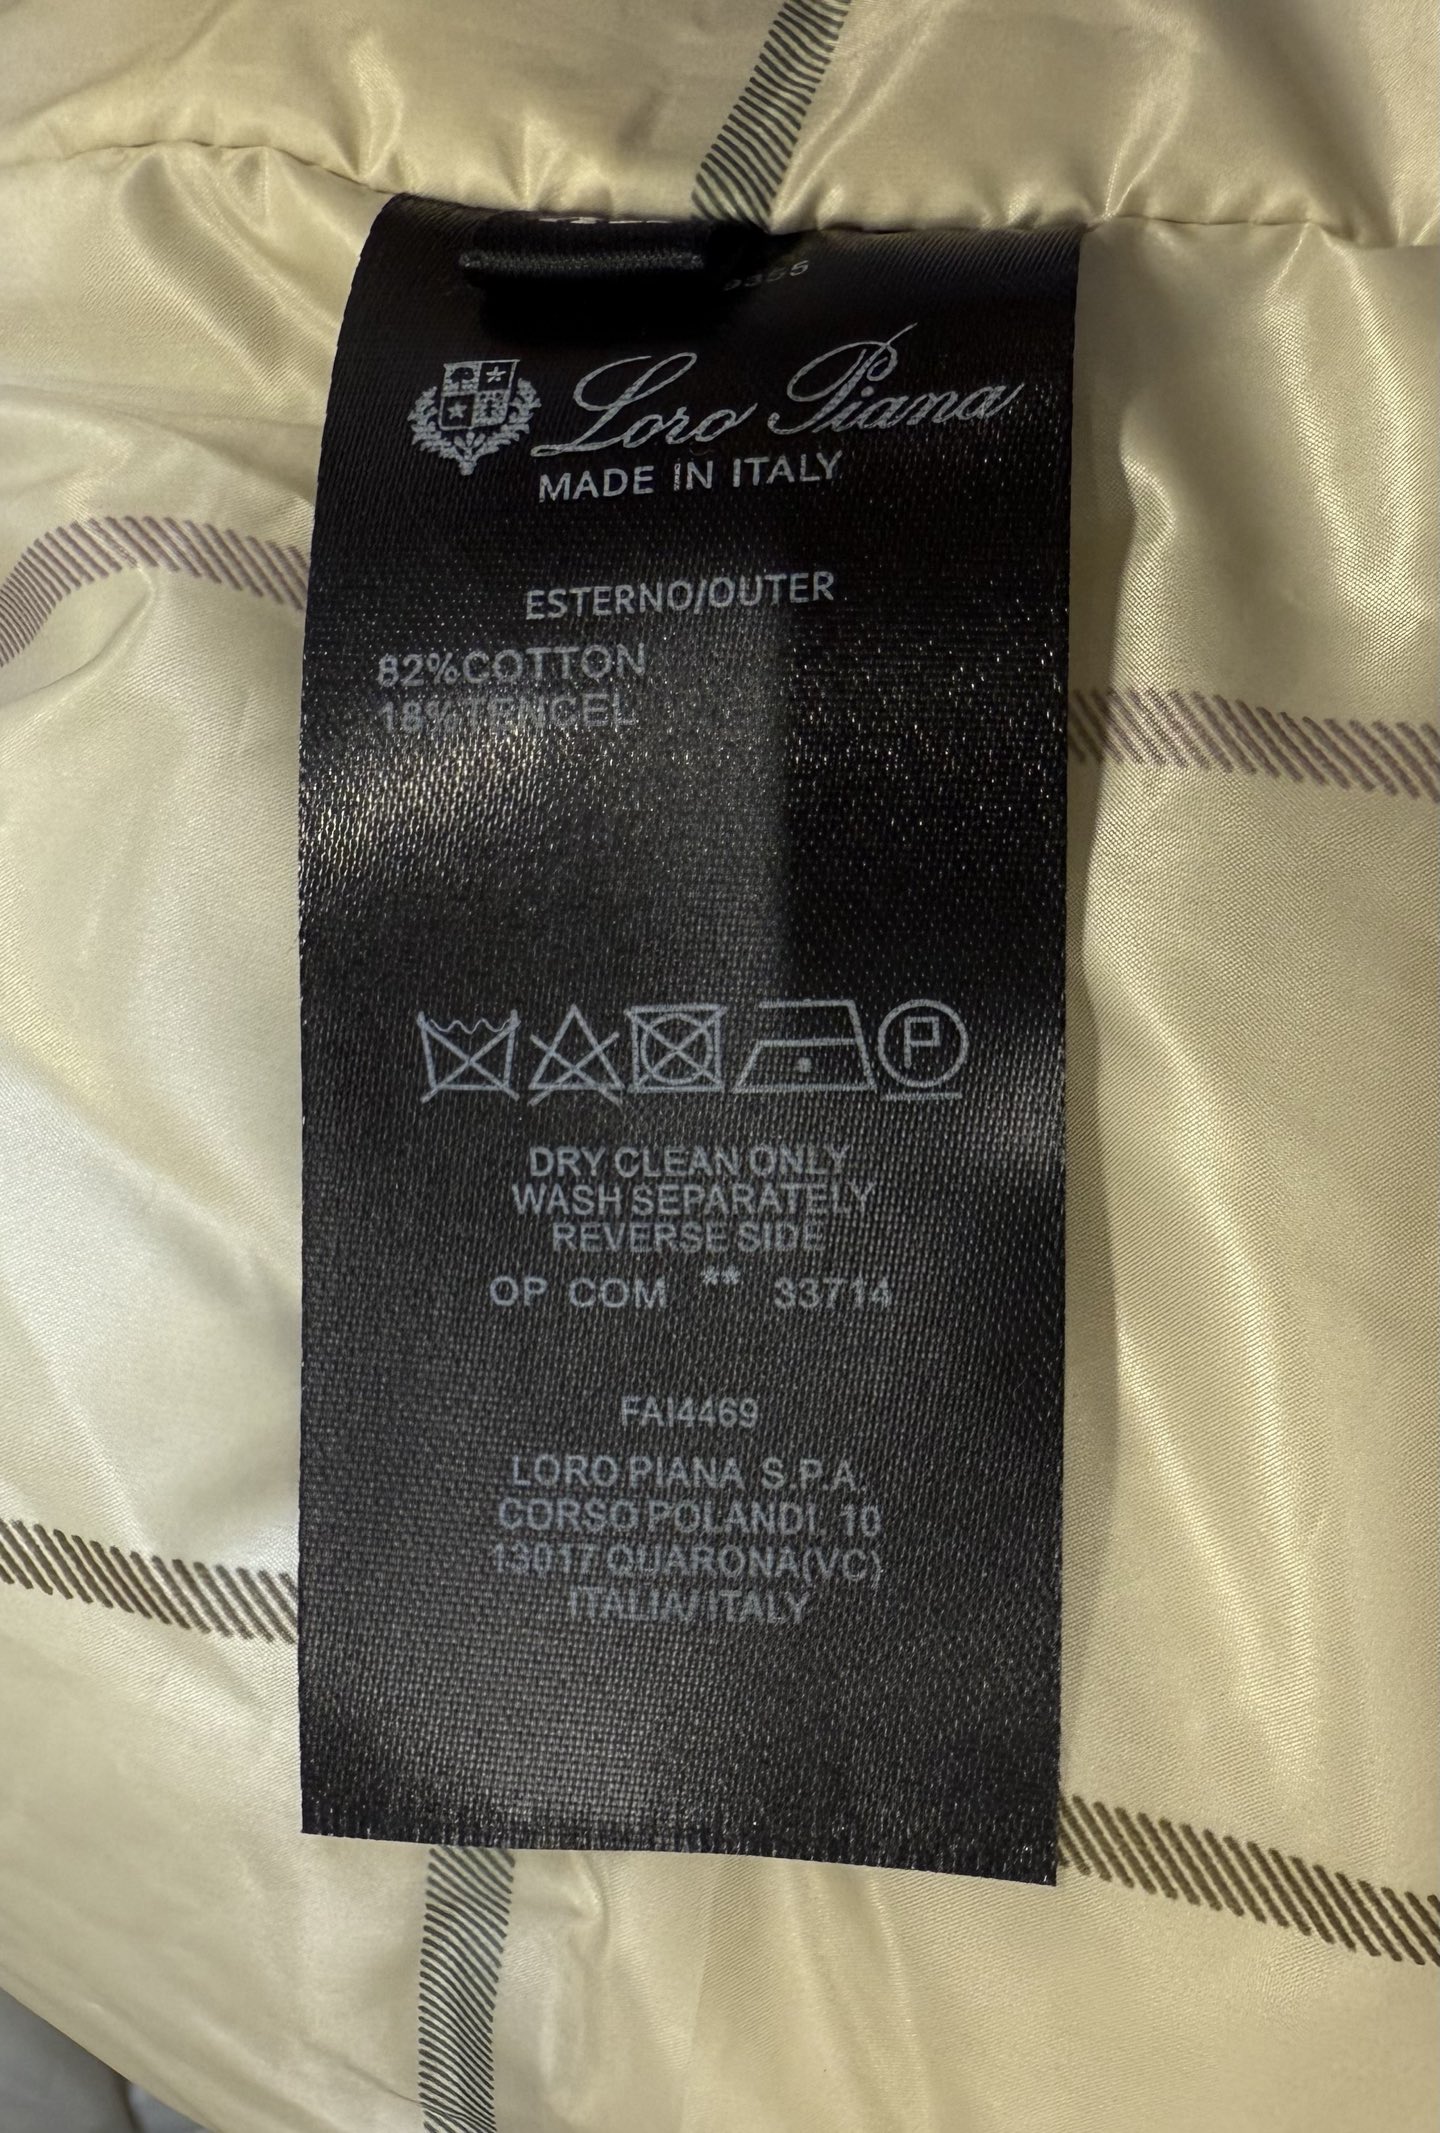 Loro Piana
MADE IN ITALY
ESTERNO/OUTER
82%COTTON
18%TENCEL
P
DRY CLEAN ONLY
WASH SEPARATELY
REVERSE SIDE
OP COM ** 33714
FAI4469
LORO PIANA S.P.A.
CORSO POLANDI, 10
13017 QUARONA(VC)
ITALIA/ITALY